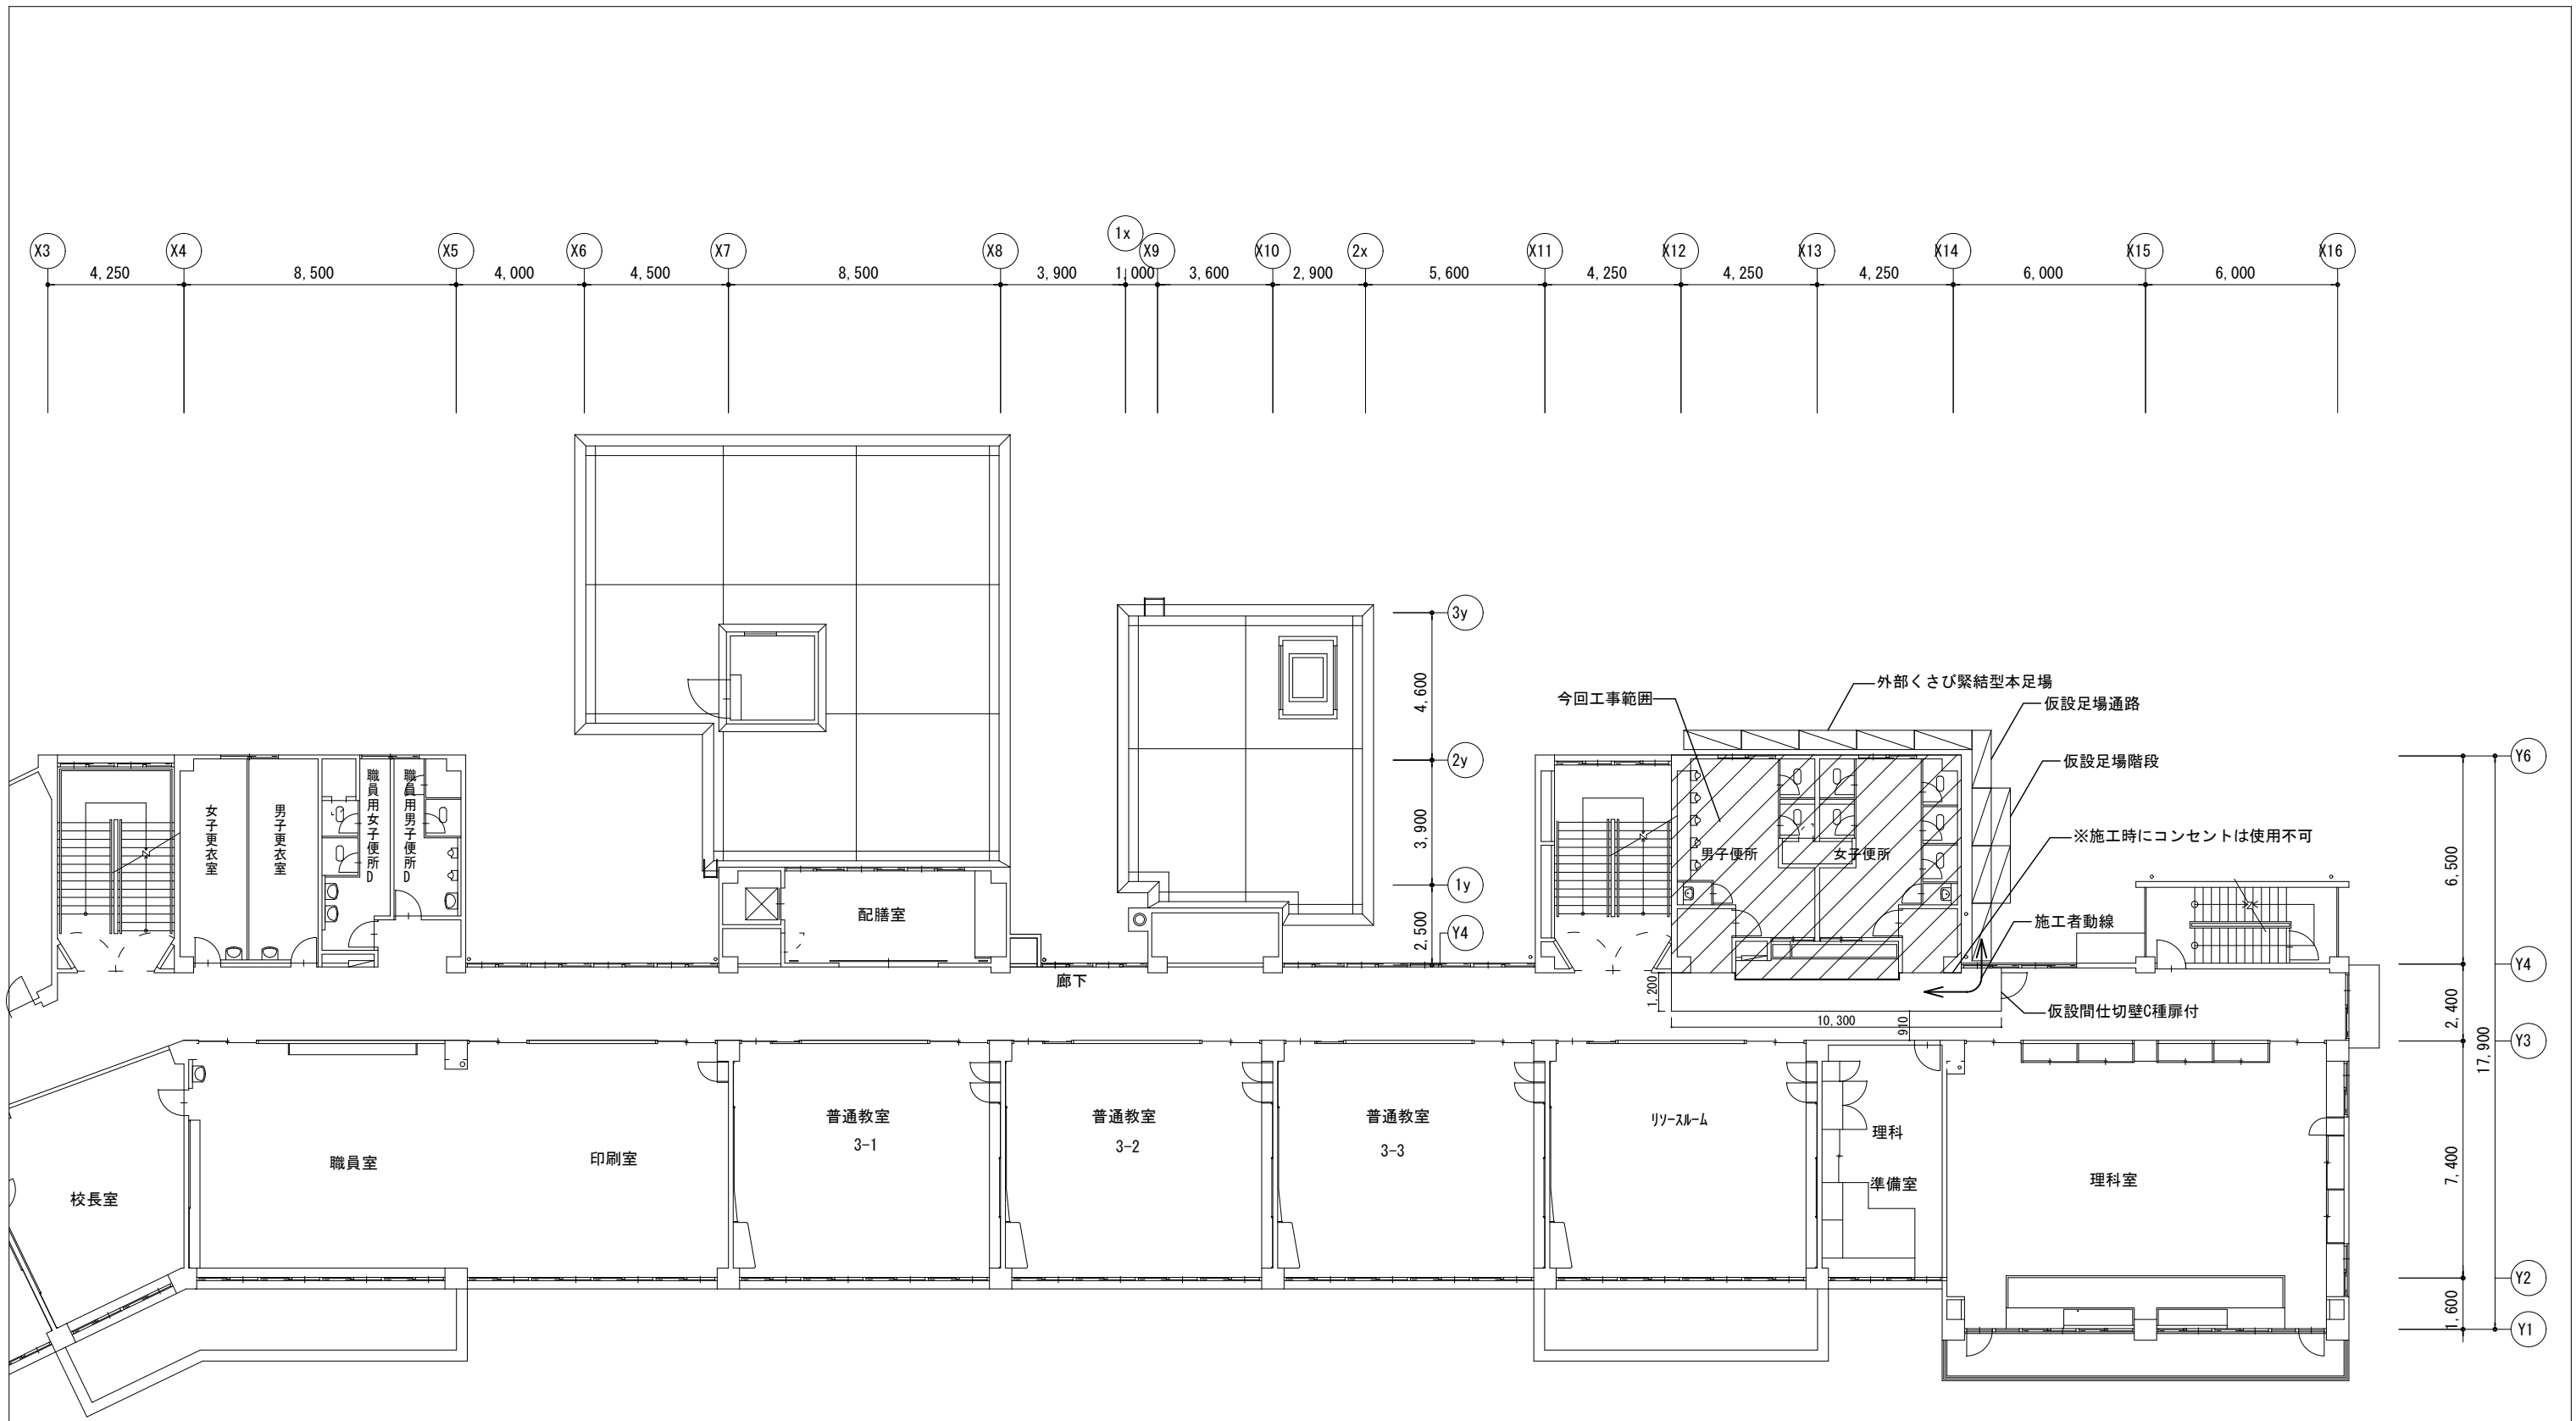 1x
X3 X4 X5 X6 X7 X8 X9 X10 2x X11 X12 X13 X14 X15 X16
4,250 8,500 4,000 4,500 8,500 3,900 1,000 3,600 2,900 5,600 4,250 4,250 4,250 6,000 6,000
3y
4,600
2y
3,900
1y
2,500
Y4
外部くさび緊結型本足場
今回工事範囲
仮設足場通路
仮設足場階段
※施工時にコンセントは使用不可
施工者動線
仮設間仕切壁C種扉付
女子更衣室
男子更衣室
職員用女子便所D
職員用男子便所D
配膳室
男子便所
女子便所
廊下
1,200
10,300
910
Y6
6,500
Y4
2,400
Y3
17,900
7,400
Y2
1,600
Y1
校長室
職員室
印刷室
普通教室
3-1
普通教室
3-2
普通教室
3-3
リソースルーム
理科
準備室
理科室